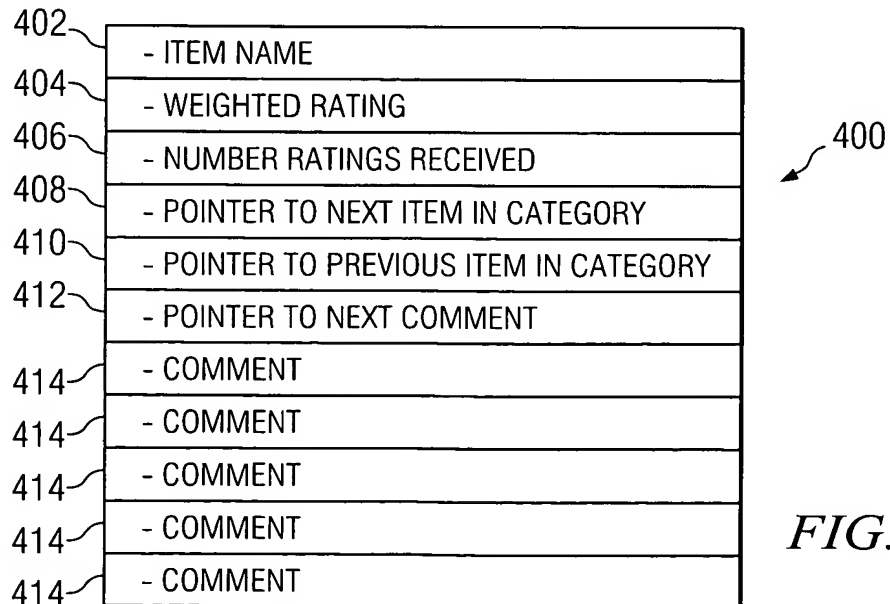 402 - ITEM NAME
404 - WEIGHTED RATING
406 - NUMBER RATINGS RECEIVED
400
408 - POINTER TO NEXT ITEM IN CATEGORY
410 - POINTER TO PREVIOUS ITEM IN CATEGORY
412 - POINTER TO NEXT COMMENT
414 - COMMENT
414 - COMMENT
414 - COMMENT
414 - COMMENT
FIG.
414 - COMMENT